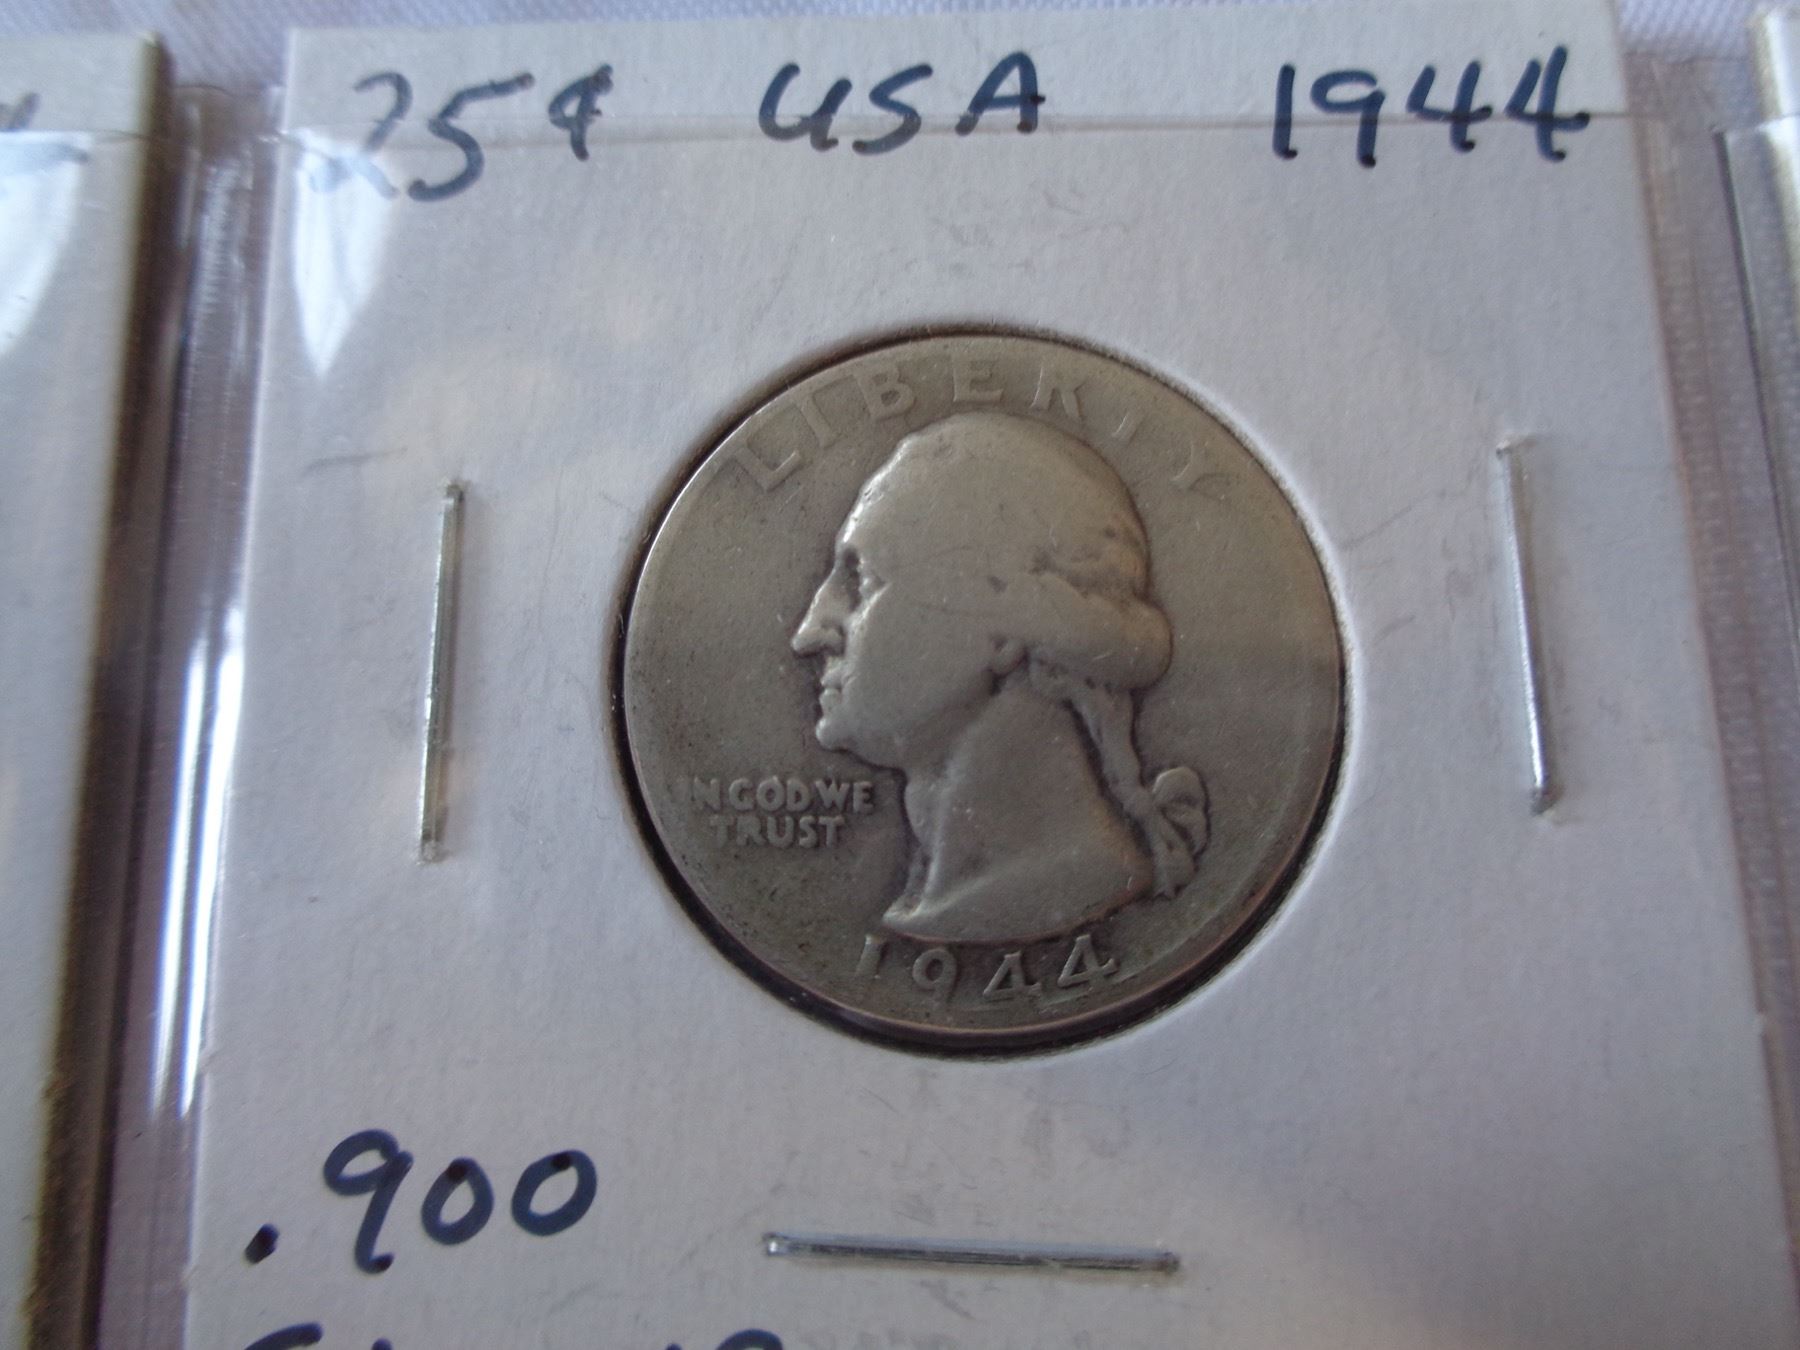 25¢ USA 1944
LIBERTY
IN GOD WE
TRUST
1944
.900